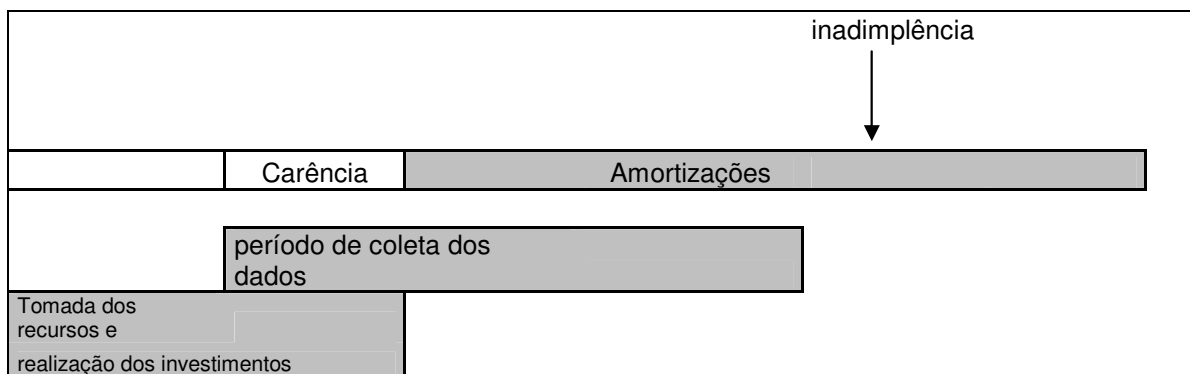 inadimplência
Carência
Amortizações
período de coleta dos
dados
Tomada dos
recursos e
realização dos investimentos